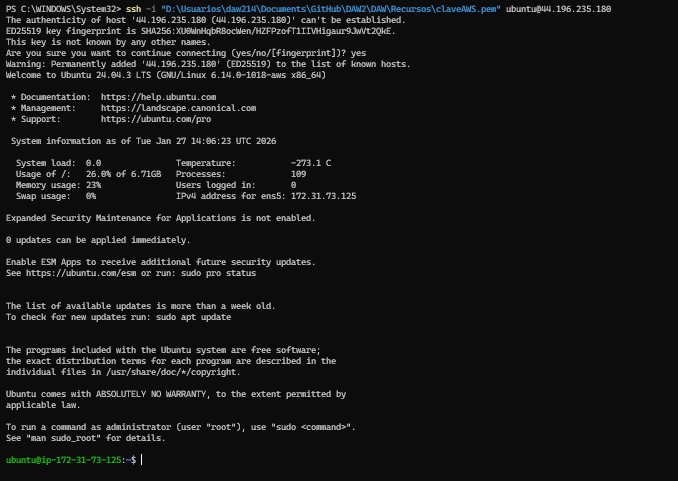 PS C:\WINDOWS\System32> ssh -i "D:\Usuarios\daw214\Documents\GitHub\DAW2\DAW\Recursos\claveAWS.pem" ubuntu@44.196.235.180
The authenticity of host '44.196.235.180 (44.196.235.180)' can't be established.
ED25519 key fingerprint is SHA256:XU0WnHqbR8ocWen/HZFPzofT1IIVHigaur9JwVt2QkE.
This key is not known by any other names.
Are you sure you want to continue connecting (yes/no/[fingerprint])? yes
Warning: Permanently added '44.196.235.180' (ED25519) to the list of known hosts.
Welcome to Ubuntu 24.04.3 LTS (GNU/Linux 6.14.0-1018-aws x86_64)
* Documentation: https://help.ubuntu.com
* Management: https://landscape.canonical.com
* Support: https://ubuntu.com/pro
System information as of Tue Jan 27 14:06:23 UTC 2026
System load: 0.0 Temperature: -273.1 C
Usage of /: 26.0% of 6.71GB Processes: 109
Memory usage: 23% Users logged in: 0
Swap usage: 0% IPv4 address for ens5: 172.31.73.125
Expanded Security Maintenance for Applications is not enabled.
0 updates can be applied immediately.
Enable ESM Apps to receive additional future security updates.
See https://ubuntu.com/esm or run: sudo pro status
The list of available updates is more than a week old.
To check for new updates run: sudo apt update
The programs included with the Ubuntu system are free software;
the exact distribution terms for each program are described in the
individual files in /usr/share/doc/*/copyright.
Ubuntu comes with ABSOLUTELY NO WARRANTY, to the extent permitted by
applicable law.
To run a command as administrator (user "root"), use "sudo <command>".
See "man sudo_root" for details.
ubuntu@ip-172-31-73-125:~$